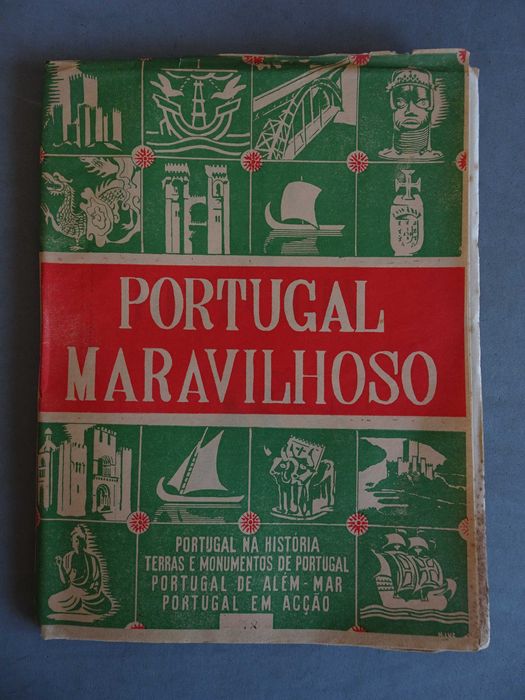 PORTUGAL
MARAVILHOSO
PORTUGAL NA HISTÓRIA
TERRAS E MONUMENTOS DE PORTUGAL
PORTUGAL DE ALÉM-MAR
PORTUGAL EM ACÇÃO